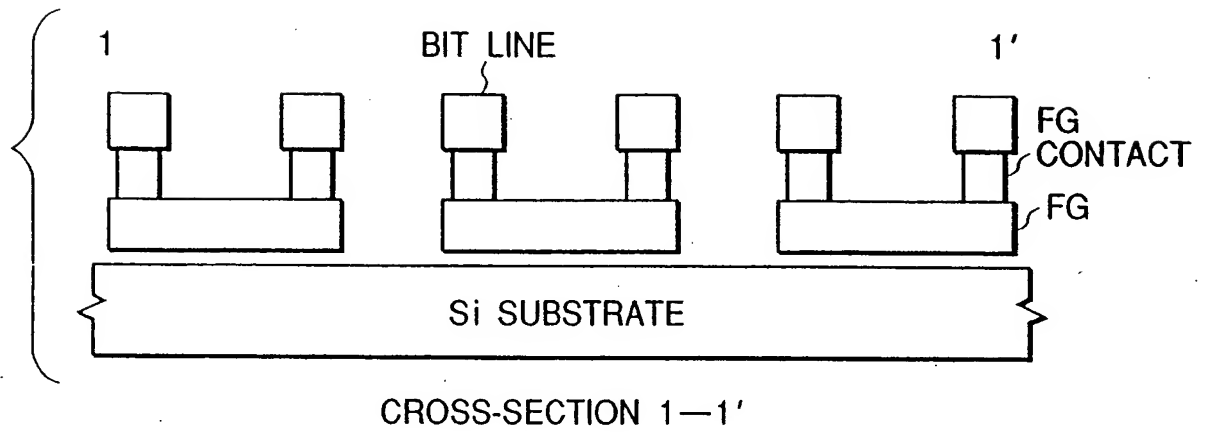 1
BIT LINE
1'
FG
CONTACT
FG
Si SUBSTRATE
CROSS-SECTION 1—1'